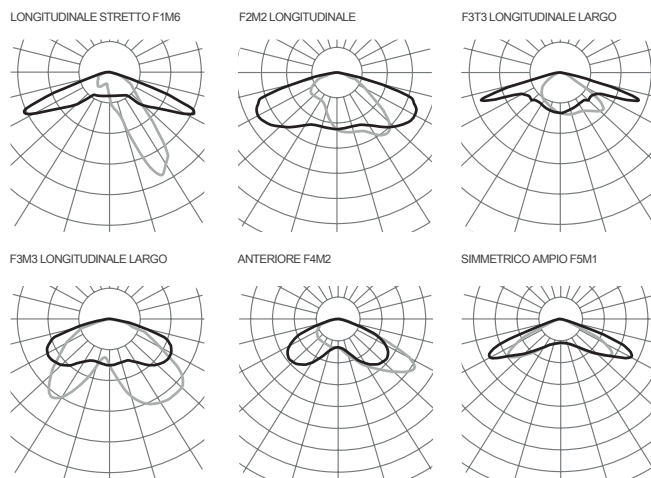 LONGITUDINALE STRETTO F1M6
F2M2 LONGITUDINALE
F3T3 LONGITUDINALE LARGO
F3M3 LONGITUDINALE LARGO
ANTERIORE F4M2
SIMMETRICO AMPIO F5M1